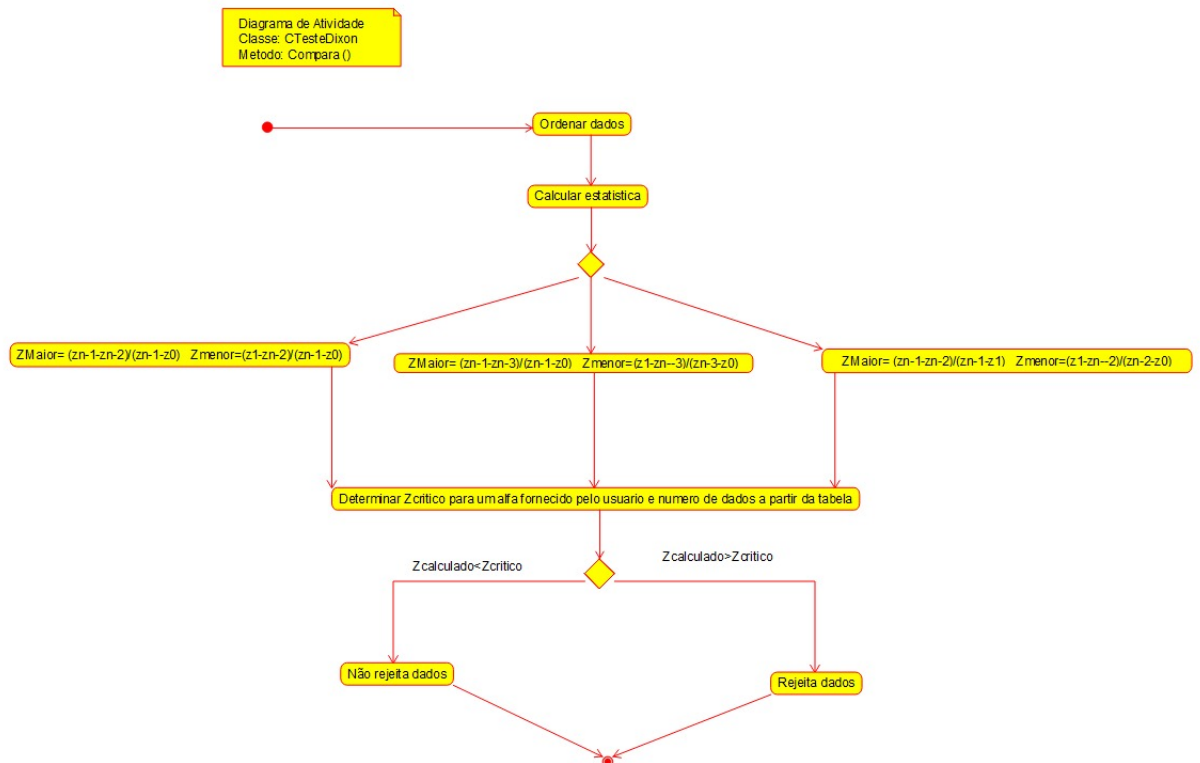 Diagrama de Atividade
Classe: CTesteDixon
Metodo: Compara ()
Ordenar dados
Calcular estatística
ZMaior= (zn-1-zn-2)/(zn-1-z0) Zmenor=(z1-zn-2)/(zn-1-z0)
ZMaior= (zn-1-zn-3)/(zn-1-z0) Zmenor=(z1-zn--3)/(zn-3-z0)
ZMaior= (zn-1-zn-2)/(zn-1-z1) Zmenor=(z1-zn--2)/(zn-2-z0)
Determinar Zcritico para um alfa fornecido pelo usuario e numero de dados a partir da tabela
Zcalculado<Zcritico
Zcalculado>Zcritico
Não rejeita dados
Rejeita dados